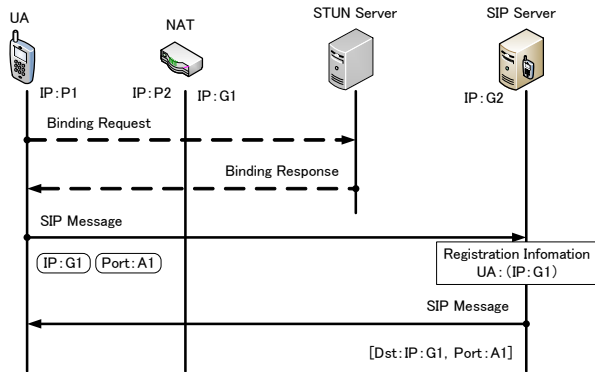 UA
NAT
STUN Server
SIP Server
IP:P1
IP:P2
IP:G1
IP:G2
Binding Request
Binding Response
SIP Message
IP:G1
Port:A1
Registration Infomation
UA:(IP:G1)
SIP Message
[Dst:IP:G1, Port:A1]